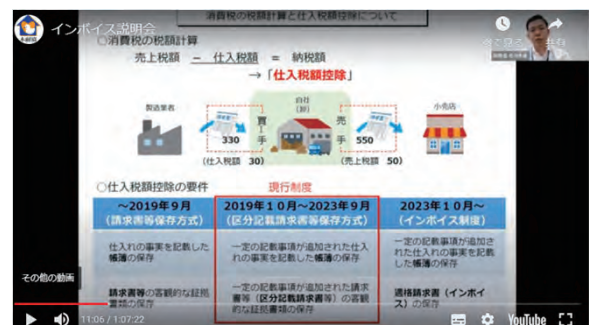 消費税の税額計算と仕入税額控除について
インボイス説明会
後で見る
共有
○消費税の税額計算
売上税額 － 仕入税額 ＝ 納税額
→「仕入税額控除」
製造業者
自社
買手
売手
小売店
330
550
(仕入税額 30)
(売上税額 50)
○仕入税額控除の要件
現行制度
～2019年9月
(請求書等保存方式)
2019年10月～2023年9月
(区分記載請求書等保存方式)
2023年10月～
(インボイス制度)
仕入れの事実を記載した
帳簿の保存
一定の記載事項が追加された仕入
れの事実を記載した帳簿の保存
一定の記載事項が追加さ
れた仕入れの事実を記載
した帳簿の保存
その他の動画
請求書等の客観的な証拠
書類の保存
一定の記載事項が追加された請求
書等（区分記載請求書等）の客観
的な証拠書類の保存
適格請求書（インボイ
ス）の保存
11:06 / 1:07:22
YouTube